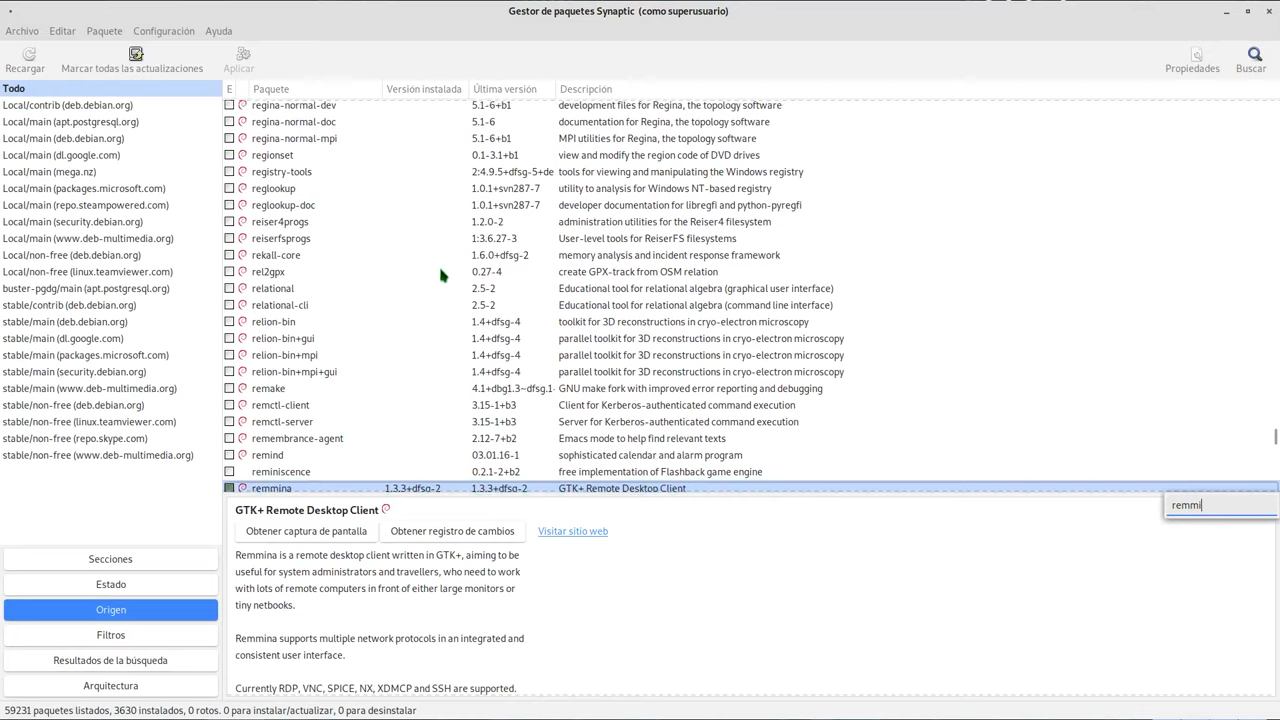 Gestor de paquetes Synaptic (como superusuario)
Archivo Editar Paquete Configuración Ayuda
Recargar Marcar todas las actualizaciones Aplicar Propiedades Buscar
Todo
Local/contrib (deb.debian.org)
Local/main (apt.postgresql.org)
Local/main (deb.debian.org)
Local/main (dl.google.com)
Local/main (mega.nz)
Local/main (packages.microsoft.com)
Local/main (repo.steampowered.com)
Local/main (security.debian.org)
Local/main (www.deb-multimedia.org)
Local/non-free (deb.debian.org)
Local/non-free (linux.teamviewer.com)
buster-pgdg/main (apt.postgresql.org)
stable/contrib (deb.debian.org)
stable/main (deb.debian.org)
stable/main (dl.google.com)
stable/main (packages.microsoft.com)
stable/main (security.debian.org)
stable/main (www.deb-multimedia.org)
stable/non-free (deb.debian.org)
stable/non-free (linux.teamviewer.com)
stable/non-free (repo.skype.com)
stable/non-free (www.deb-multimedia.org)
Secciones
Estado
Origen
Filtros
Resultados de la búsqueda
Arquitectura
E Paquete Versión instalada Última versión Descripción
regina-normal-dev 5.1-6+b1 development files for Regina, the topology software
regina-normal-doc 5.1-6 documentation for Regina, the topology software
regina-normal-mpi 5.1-6+b1 MPI utilities for Regina, the topology software
regionset 0.1-3.1+b1 view and modify the region code of DVD drives
registry-tools 2:4.9.5+dfsg-5+de tools for viewing and manipulating the Windows registry
reglookup 1.0.1+svn287-7 utility to analysis for Windows NT-based registry
reglookup-doc 1.0.1+svn287-7 developer documentation for libregfi and python-pyregfi
reiser4progs 1.2.0-2 administration utilities for the Reiser4 filesystem
reiserfsprogs 1:3.6.27-3 User-level tools for ReiserFS filesystems
rekall-core 1.6.0+dfsg-2 memory analysis and incident response framework
rel2gpx 0.27-4 create GPX-track from OSM relation
relational 2.5-2 Educational tool for relational algebra (graphical user interface)
relational-cli 2.5-2 Educational tool for relational algebra (command line interface)
relion-bin 1.4+dfsg-4 toolkit for 3D reconstructions in cryo-electron microscopy
relion-bin+gui 1.4+dfsg-4 parallel toolkit for 3D reconstructions in cryo-electron microscopy
relion-bin+mpi 1.4+dfsg-4 parallel toolkit for 3D reconstructions in cryo-electron microscopy
relion-bin+mpi+gui 1.4+dfsg-4 parallel toolkit for 3D reconstructions in cryo-electron microscopy
remake 4.1+dbg1.3~dfsg.1- GNU make fork with improved error reporting and debugging
remctl-client 3.15-1+b3 Client for Kerberos-authenticated command execution
remctl-server 3.15-1+b3 Server for Kerberos-authenticated command execution
remembrance-agent 2.12-7+b2 Emacs mode to help find relevant texts
remind 03.01.16-1 sophisticated calendar and alarm program
reminiscence 0.2.1-2+b2 free implementation of Flashback game engine
remmina 1.3.3+dfsg-2 1.3.3+dfsg-2 GTK+ Remote Desktop Client
remmi
GTK+ Remote Desktop Client
Obtener captura de pantalla Obtener registro de cambios Visitar sitio web
Remmina is a remote desktop client written in GTK+, aiming to be
useful for system administrators and travellers, who need to work
with lots of remote computers in front of either large monitors or
tiny netbooks.
Remmina supports multiple network protocols in an integrated and
consistent user interface.
Currently RDP, VNC, SPICE, NX, XDMCP and SSH are supported.
59231 paquetes listados, 3630 instalados, 0 rotos. 0 para instalar/actualizar, 0 para desinstalar